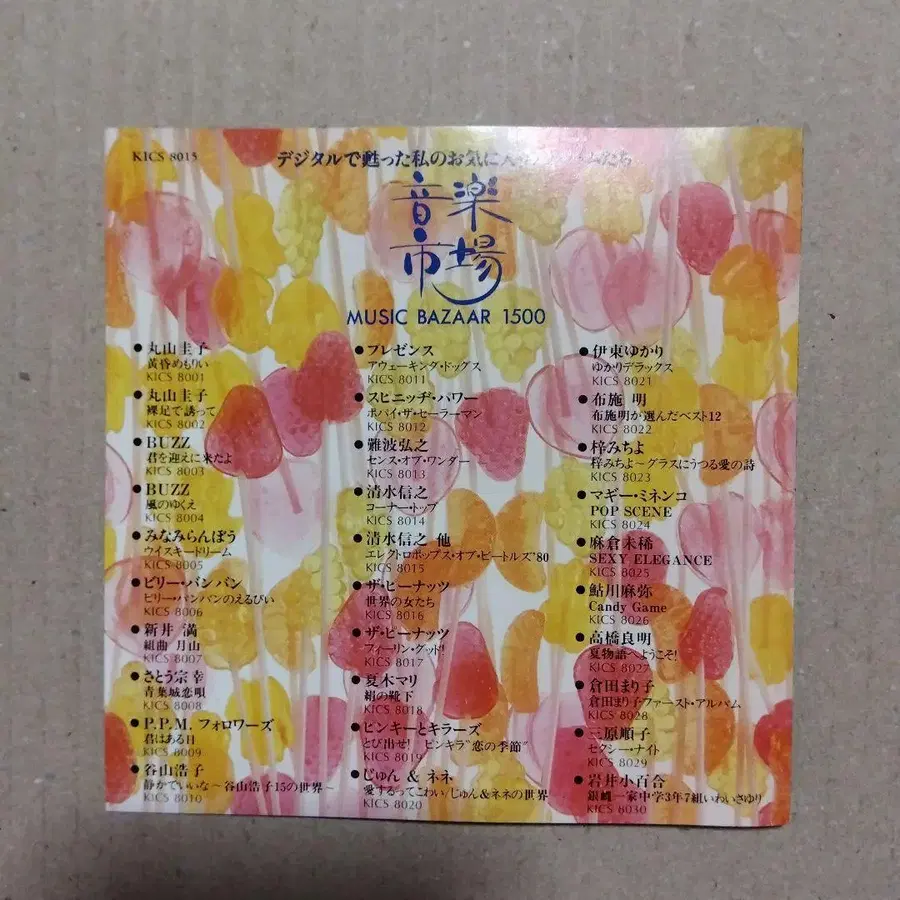 KICS 8015
デジタルで甦った私のお気に
たち
音楽
市場
MUSIC BAZAAR 1500
● 丸山圭子
黄昏めもりい
KICS 8001
● 丸山圭子
裸足で誘って
KICS 8002
● BUZZ
君を迎えに来たよ
KICS 8003
● BUZZ
風のゆくえ
KICS 8004
● みなみらんぼう
ウイスキードリーム
KICS 8005
● ビリー・バンバン
ビリー・バンバンのえるぴい
KICS 8006
● 新井 満
組曲 月山
KICS 8007
● さとう宗幸
青葉城恋唄
KICS 8008
● P.P.M. フォロワーズ
君はある日
KICS 8009
● 谷山浩子
静かでいいな~谷山浩子15の世界~
KICS 8010
● プレゼンス
アウェーキング・ドッグス
KICS 8011
● スピニッヂ・パワー
ポパイ・ザ・セーラーマン
KICS 8012
● 難波弘之
センス・オブ・ワンダー
KICS 8013
● 清水信之
コーナー・トップ
KICS 8014
● 清水信之 他
エレクトロポップス・オブ・ビートルズ'80
KICS 8015
● ザ・ピーナッツ
世界の女たち
KICS 8016
● ザ・ピーナッツ
フィーリン・グッド!
KICS 8017
● 夏木マリ
絹の靴下
KICS 8018
● ピンキーとキラーズ
とび出せ! ピンキラ"恋の季節"
KICS 8019
● じゅん & ネネ
愛するってこわい/じゅん&ネネの世界
KICS 8020
● 伊東ゆかり
ゆかりデラックス
KICS 8021
● 布施 明
布施明が選んだベスト12
KICS 8022
● 梓みちよ
梓みちよ~グラスにうつる愛の詩
KICS 8023
● マギー・ミネンコ
POP SCENE
KICS 8024
● 麻倉未稀
SEXY ELEGANCE
KICS 8025
● 鮎川麻弥
Candy Game
KICS 8026
● 高橋良明
夏物語へようこそ!
KICS 8027
● 倉田まり子
倉田まり子ファースト・アルバム
KICS 8028
● 三原順子
セクシー・ナイト
KICS 8029
● 岩井小百合
銀蝿一家中学3年7組いわいさゆり
KICS 8030